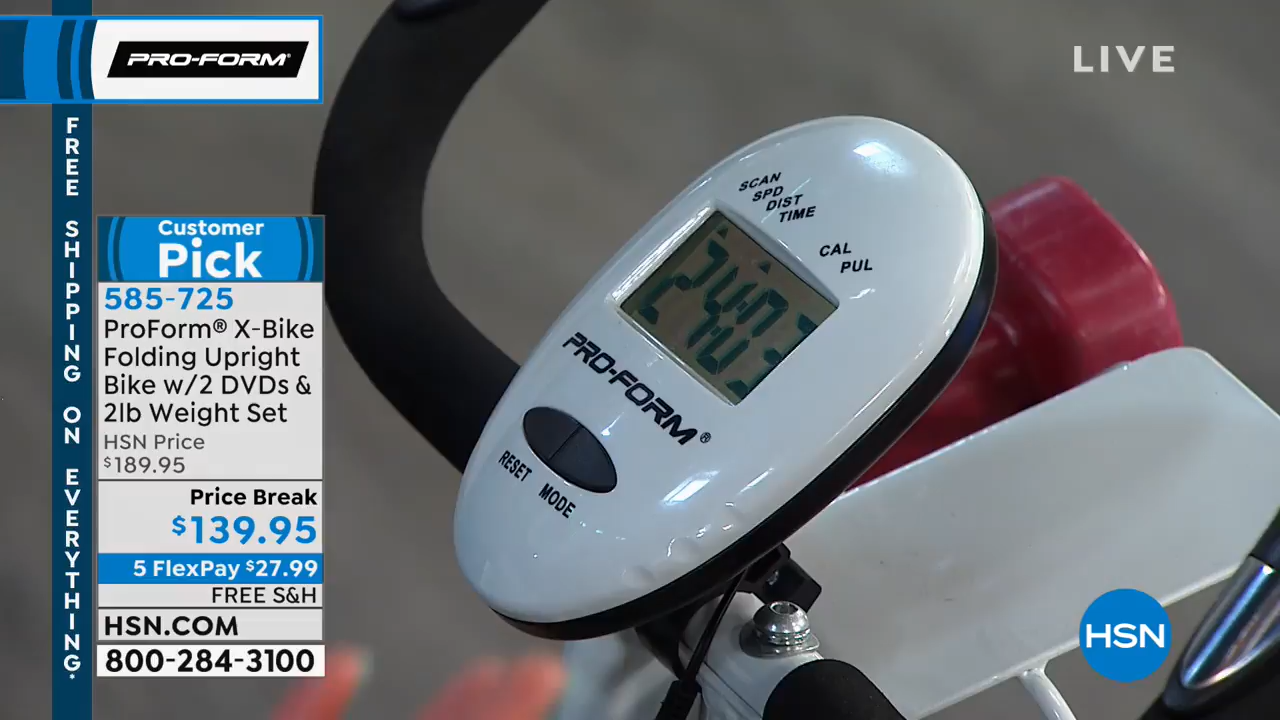 PRO-FORM®
LIVE
FREE SHIPPING ON EVERYTHING.*
Customer
Pick
585-725
ProForm® X-Bike
Folding Upright
Bike w/2 DVDs &
2lb Weight Set
HSN Price
$189.95
Price Break
$139.95
5 FlexPay $27.99
FREE S&H
HSN.COM
800-284-3100
SCAN
SPD
DIST
TIME
CAL
PUL
PRO-FORM®
RESET
MODE
HSN